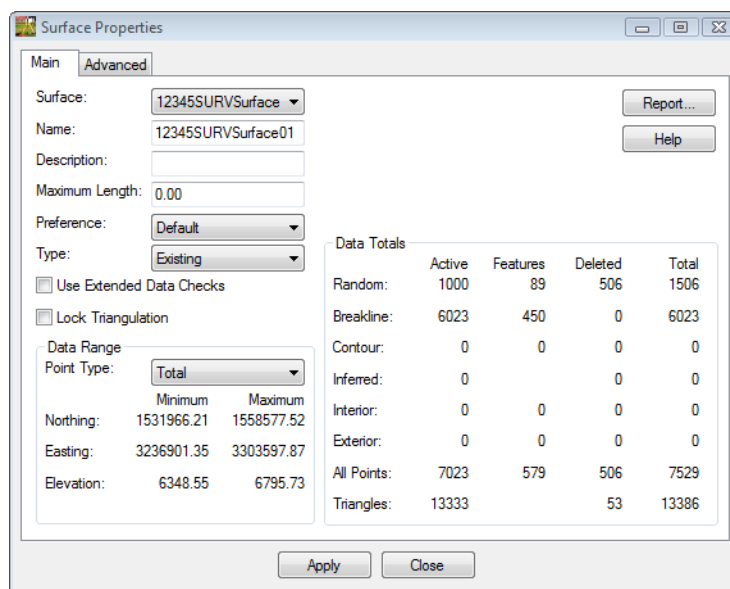 Surface Properties
Main Advanced
Surface: 12345SURVSurface
Report...
Name: 12345SURVSurface01
Help
Description:
Maximum Length: 0.00
Preference: Default
Type: Existing
Use Extended Data Checks
Lock Triangulation
Data Range
Point Type: Total
Minimum Maximum
Northing: 1531966.21 1558577.52
Easting: 3236901.35 3303597.87
Elevation: 6348.55 6795.73
Data Totals
Active Features Deleted Total
Random: 1000 89 506 1506
Breakline: 6023 450 0 6023
Contour: 0 0 0 0
Inferred: 0 0 0
Interior: 0 0 0 0
Exterior: 0 0 0 0
All Points: 7023 579 506 7529
Triangles: 13333 53 13386
Apply Close